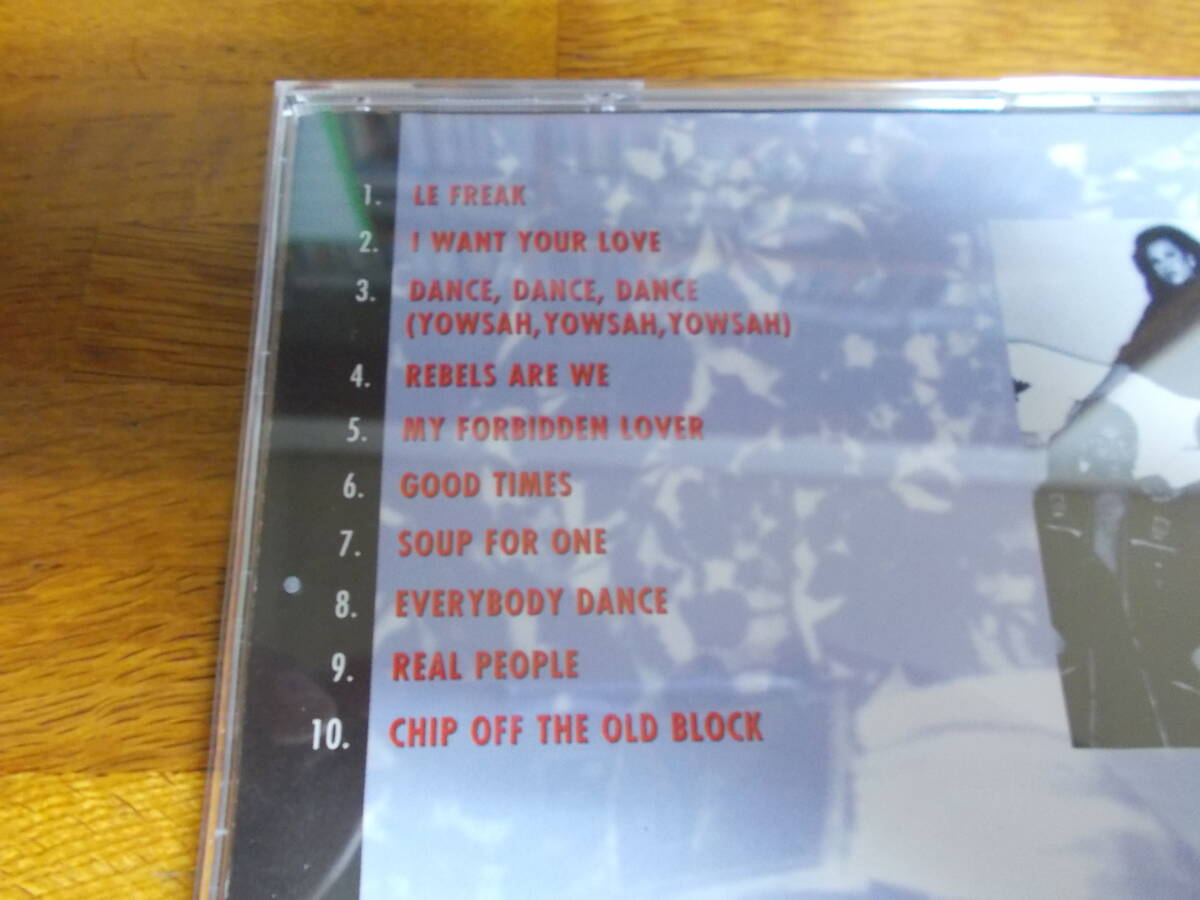 1. LE FREAK
2. I WANT YOUR LOVE
3. DANCE, DANCE, DANCE
(YOWSAH,YOWSAH,YOWSAH)
4. REBELS ARE WE
5. MY FORBIDDEN LOVER
6. GOOD TIMES
7. SOUP FOR ONE
8. EVERYBODY DANCE
9. REAL PEOPLE
10. CHIP OFF THE OLD BLOCK